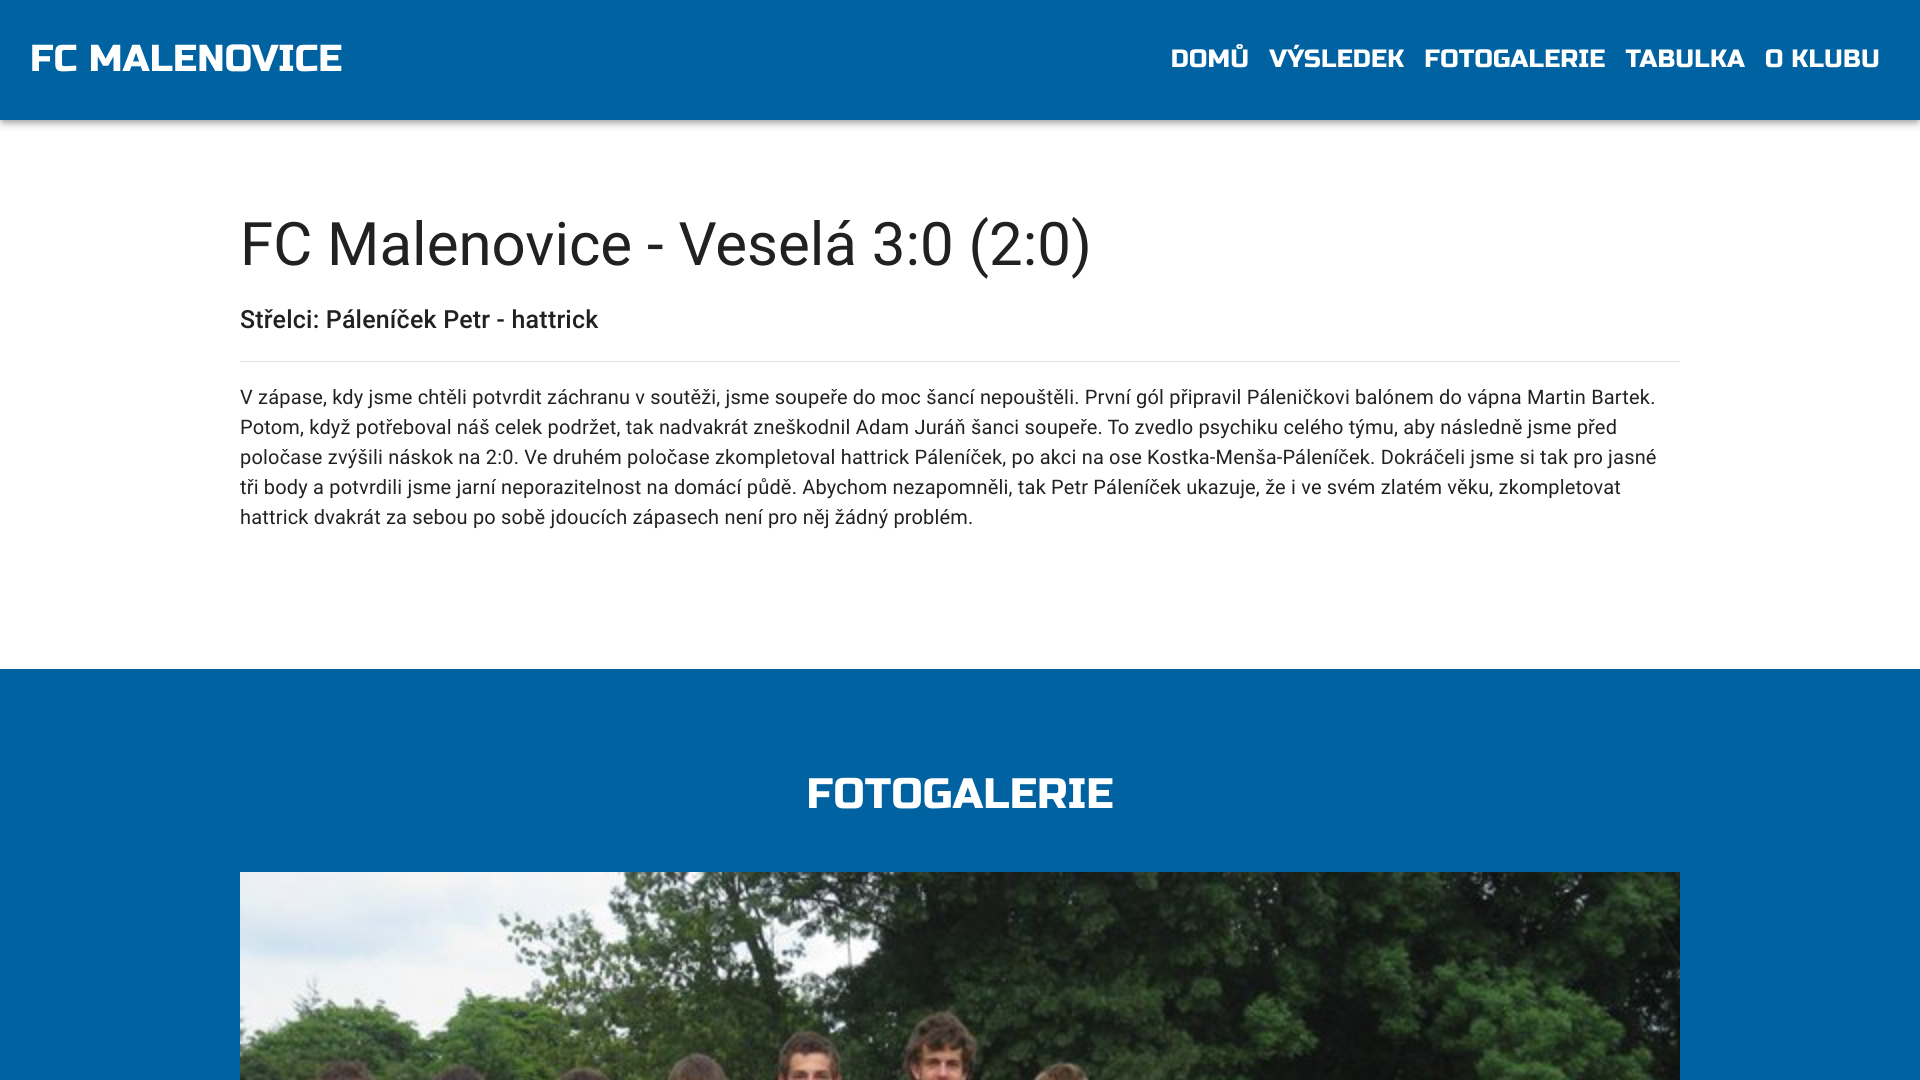 FC MALENOVICE
DOMŮ VÝSLEDEK FOTOGALERIE TABULKA O KLUBU
FC Malenovice - Veselá 3:0 (2:0)
Střelci: Páleníček Petr - hattrick
V zápase, kdy jsme chtěli potvrdit záchranu v soutěži, jsme soupeře do moc šancí nepouštěli. První gól připravil Páleničkovi balónem do vápna Martin Bartek.
Potom, když potřeboval náš celek podržet, tak nadvakrát zneškodnil Adam Juráň šanci soupeře. To zvedlo psychiku celého týmu, aby následně jsme před
poločase zvýšili náskok na 2:0. Ve druhém poločase zkompletoval hattrick Páleníček, po akci na ose Kostka-Menša-Páleníček. Dokráčeli jsme si tak pro jasné
tři body a potvrdili jsme jarní neporazitelnost na domácí půdě. Abychom nezapomněli, tak Petr Páleníček ukazuje, že i ve svém zlatém věku, zkompletovat
hattrick dvakrát za sebou po sobě jdoucích zápasech není pro něj žádný problém.
FOTOGALERIE